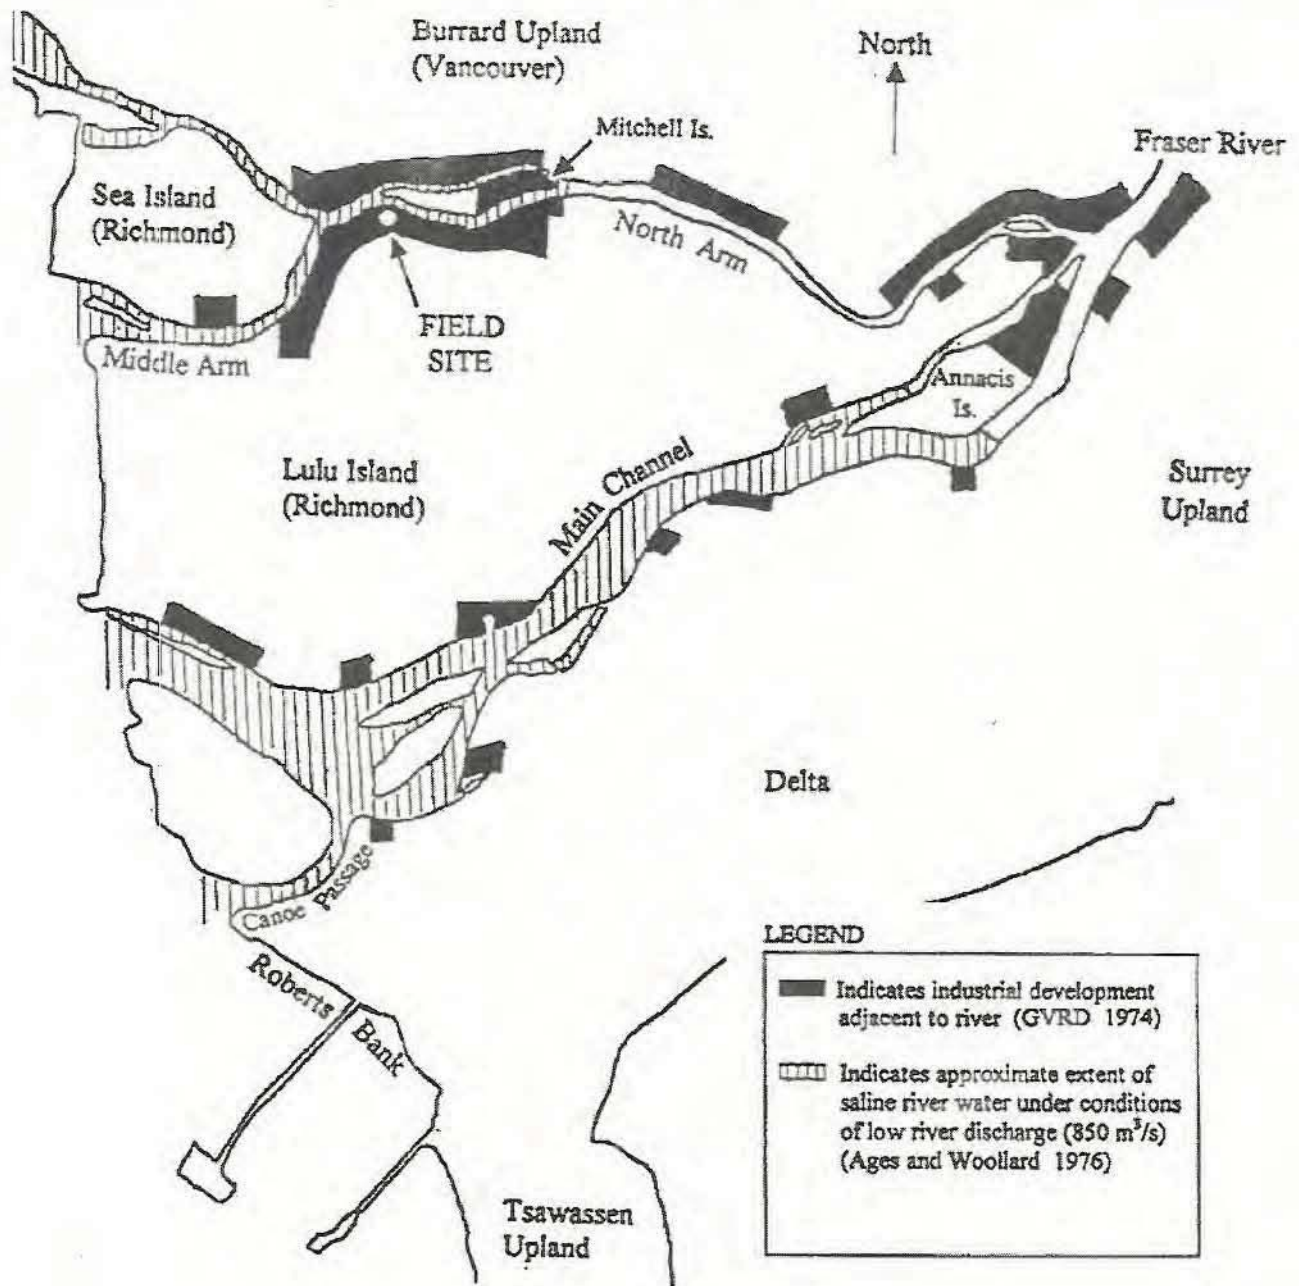 Burrard Upland
(Vancouver)
North
Mitchell Is.
Fraser River
Sea Island
(Richmond)
North Arm
FIELD
SITE
Middle Arm
Annacis
Is.
Lulu Island
(Richmond)
Main Channel
Surrey
Upland
Delta
Canoe Passage
Roberts
Bank
LEGEND
Indicates industrial development
adjacent to river (GVRD 1974)
Indicates approximate extent of
saline river water under conditions
of low river discharge (850 m³/s)
(Ages and Woollard 1976)
Tsawassen
Upland